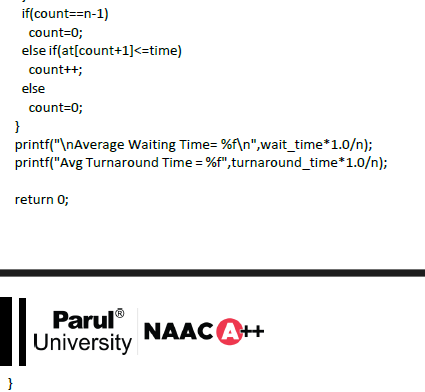 if(count==n-1)
count=0;
else if(at[count+1]<=time)
count++;
else
count=0;
}
printf("\nAverage Waiting Time= %f\n",wait_time*1.0/n);
printf("Avg Turnaround Time = %f",turnaround_time*1.0/n);
return 0;
Parul®
University
NAAC A++
}